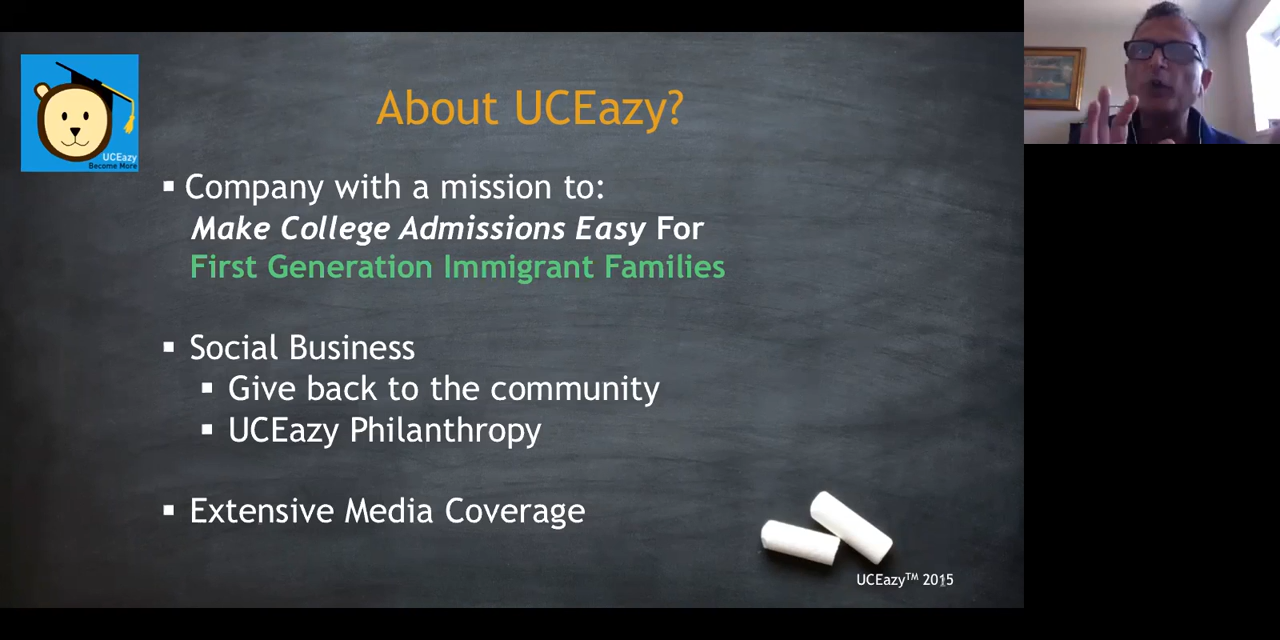 About UCEazy?
UCEazy
Become More
▪ Company with a mission to:
Make College Admissions Easy For
First Generation Immigrant Families
▪ Social Business
▪ Give back to the community
▪ UCEazy Philanthropy
▪ Extensive Media Coverage
UCEazy™ 2015